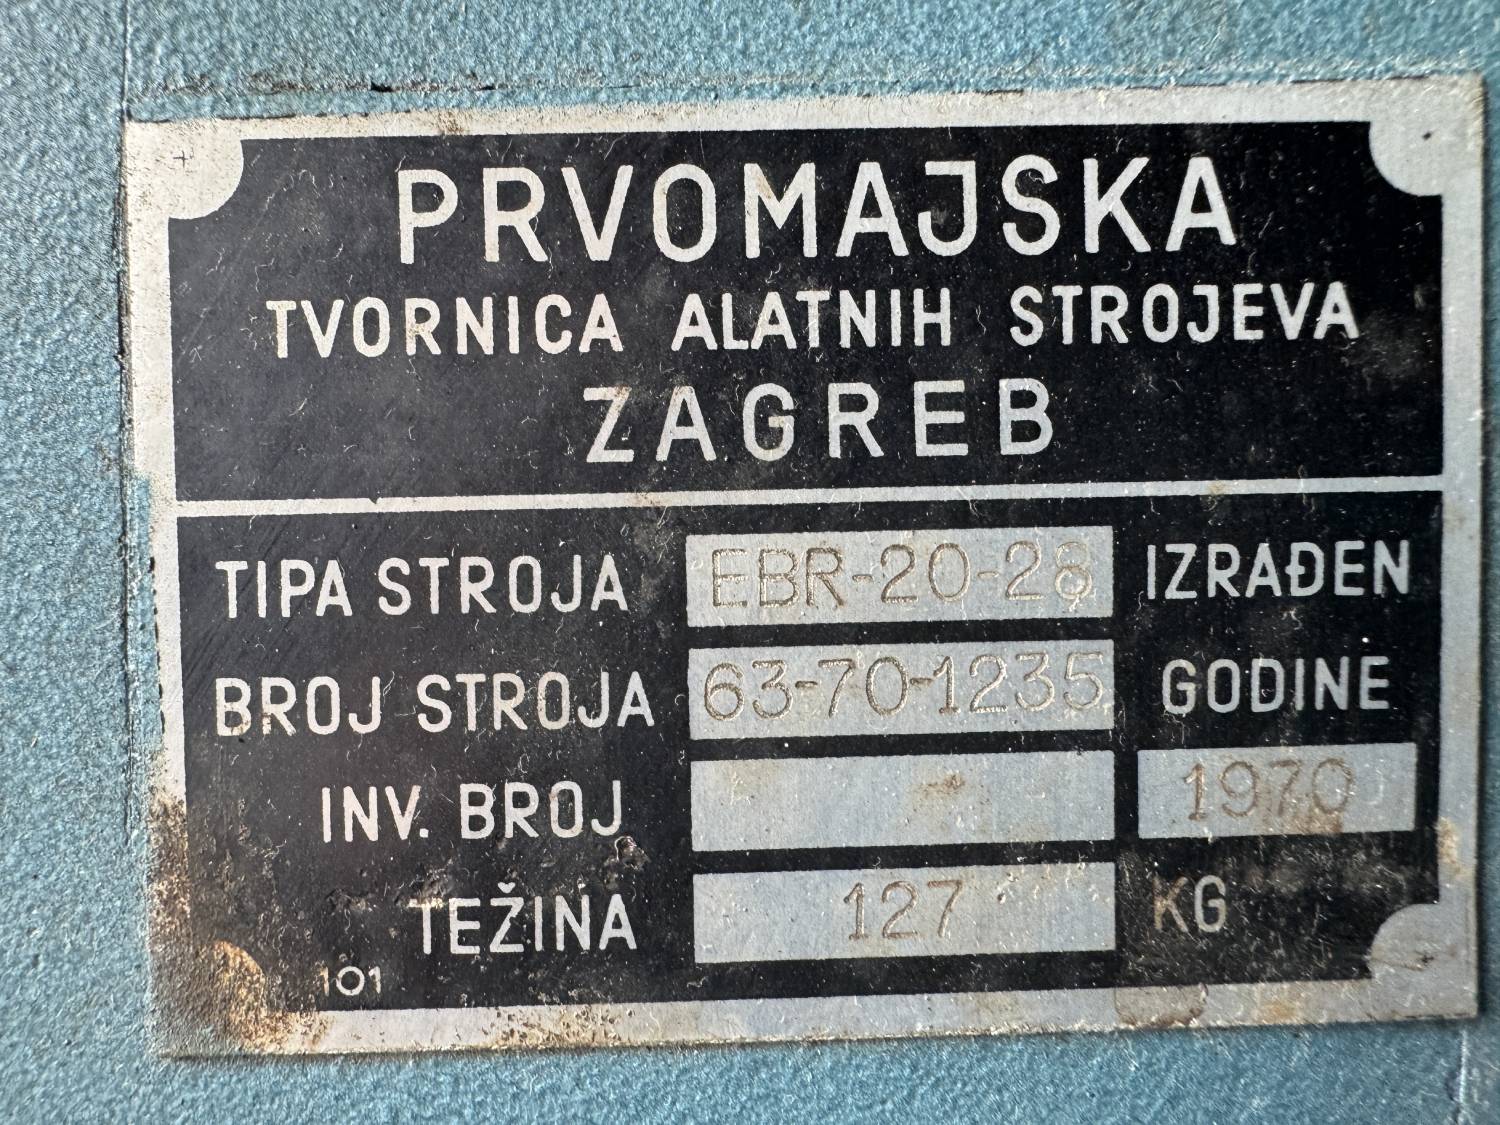 PRVOMAJSKA
TVORNICA ALATNIH STROJEVA
ZAGREB
TIPA STROJA EBR-20-28 IZRAĐEN
BROJ STROJA 63-70-1235 GODINE
INV. BROJ 1970
TEŽINA 127 KG
101